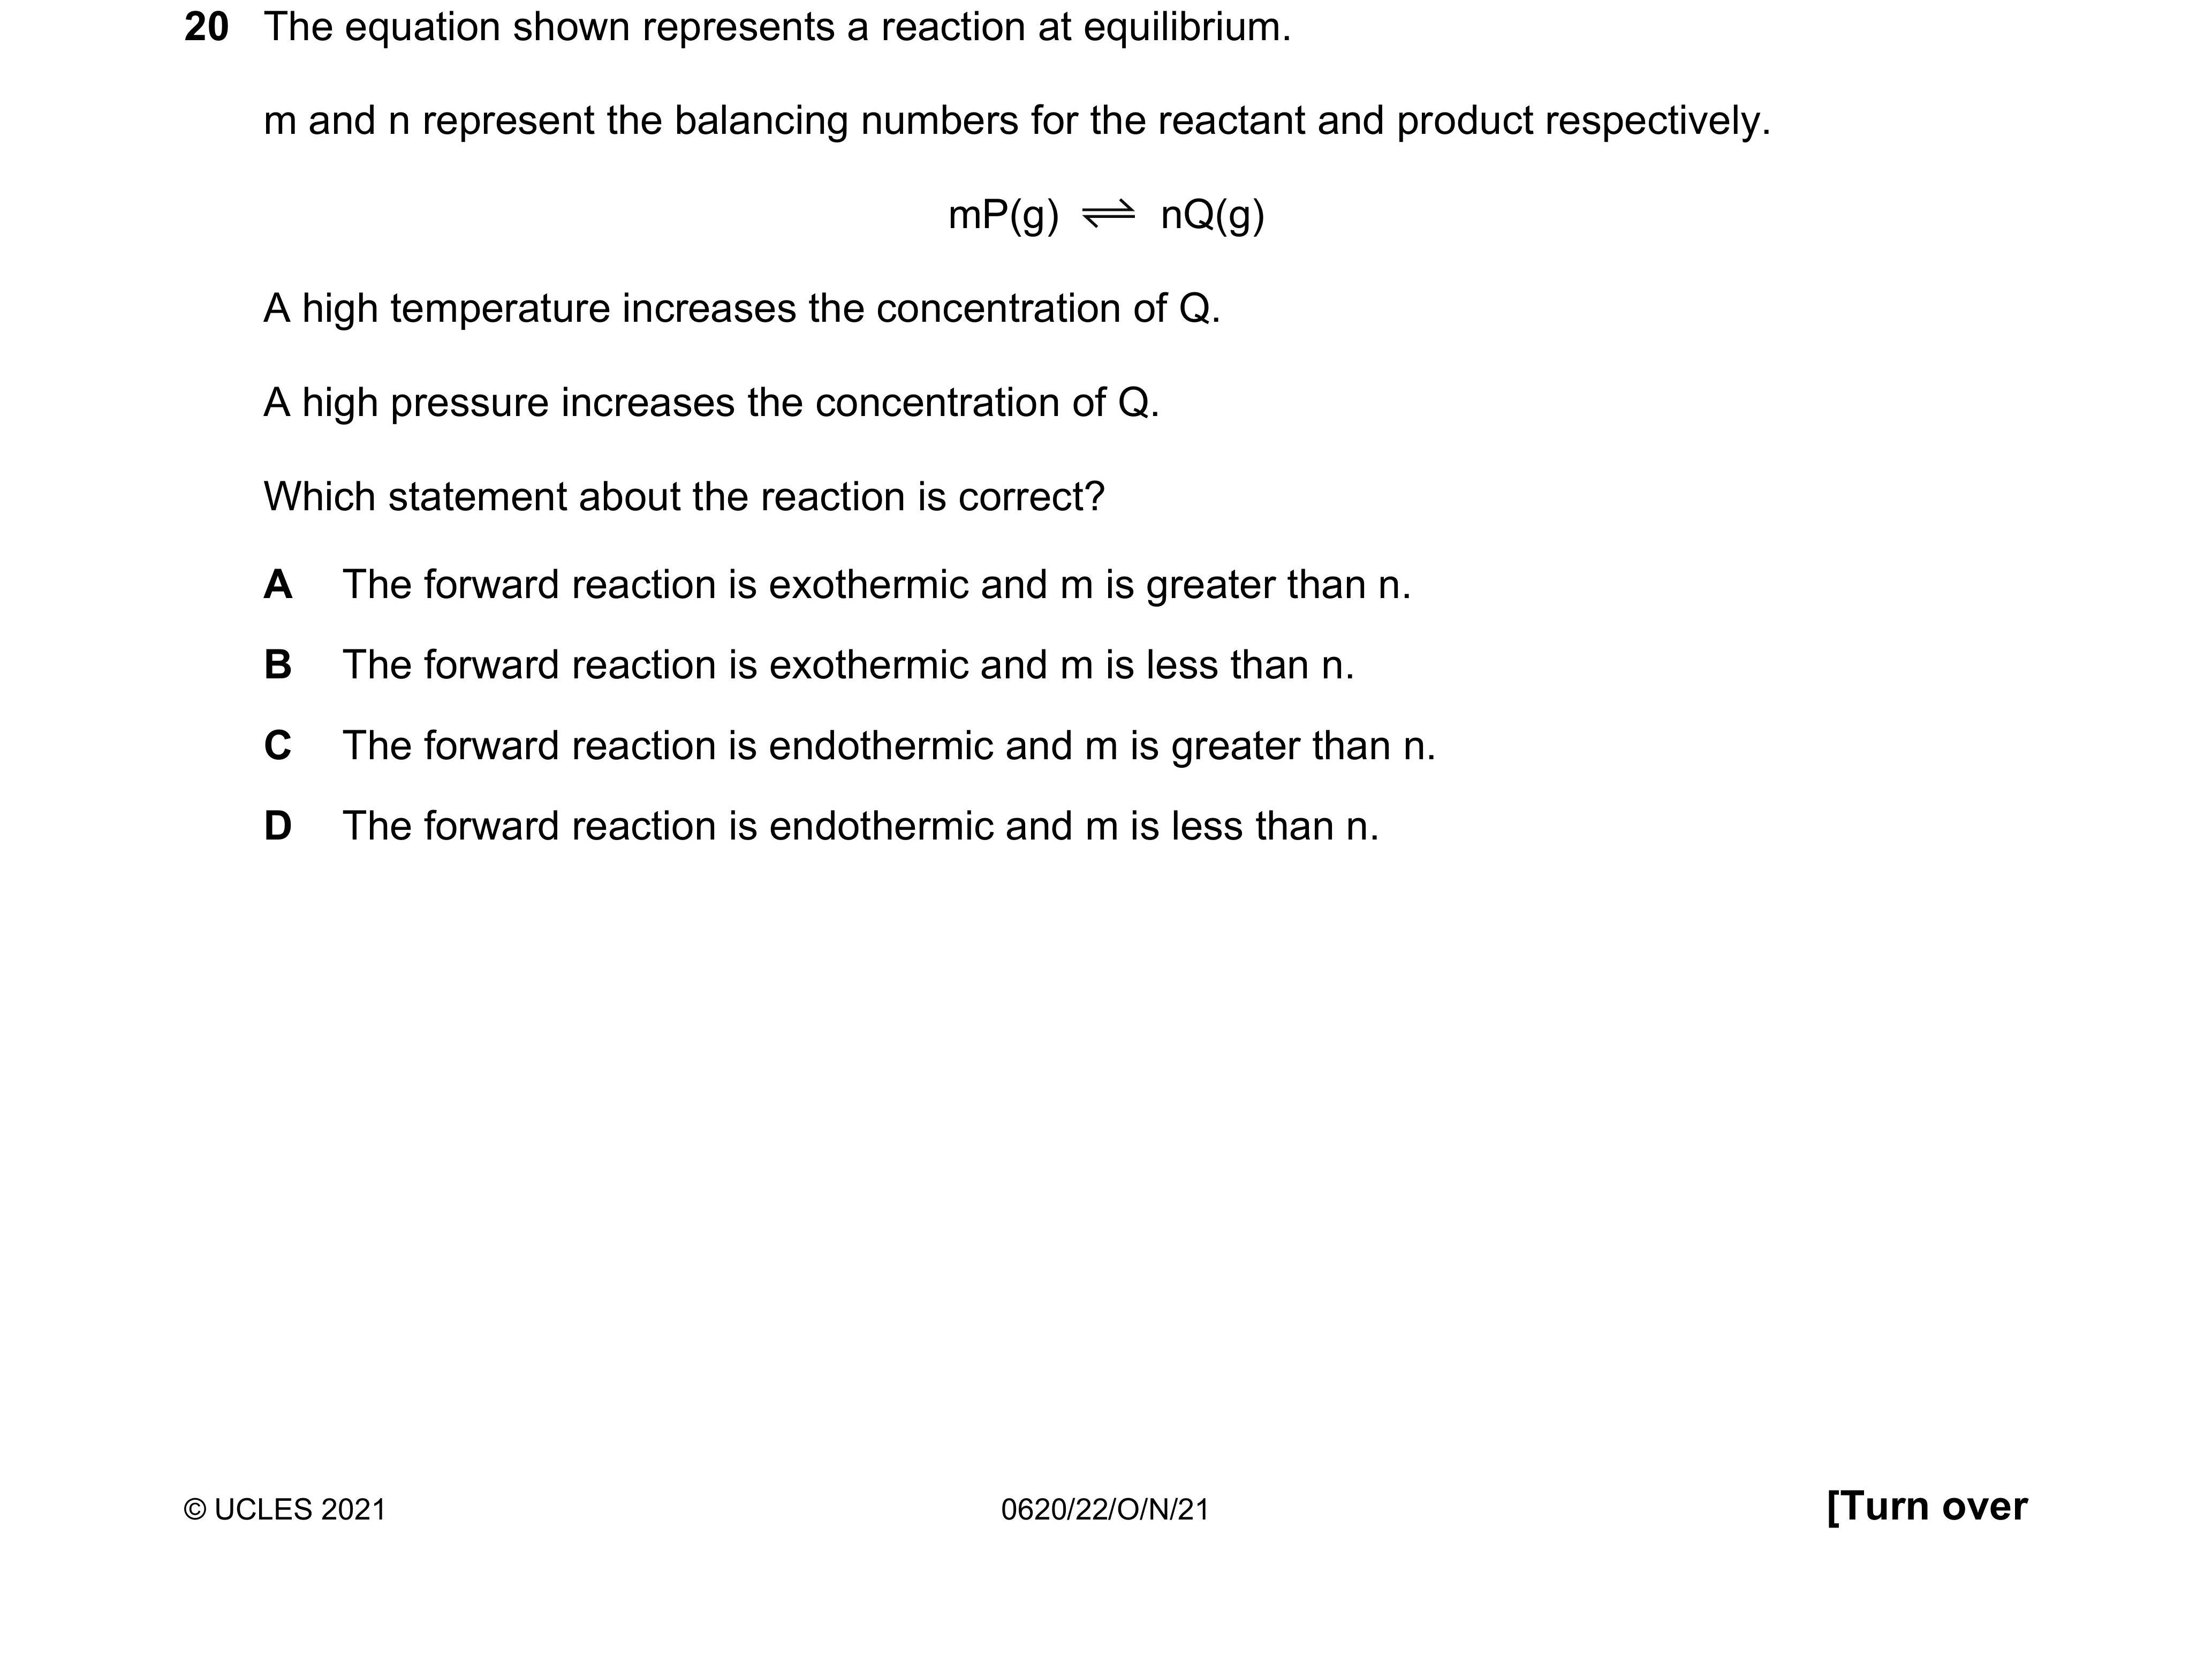 20 The equation shown represents a reaction at equilibrium.
m and n represent the balancing numbers for the reactant and product respectively.
mP(g) ⇌ nQ(g)
A high temperature increases the concentration of Q.
A high pressure increases the concentration of Q.
Which statement about the reaction is correct?
A The forward reaction is exothermic and m is greater than n.
B The forward reaction is exothermic and m is less than n.
C The forward reaction is endothermic and m is greater than n.
D The forward reaction is endothermic and m is less than n.
© UCLES 2021 0620/22/O/N/21 [Turn over